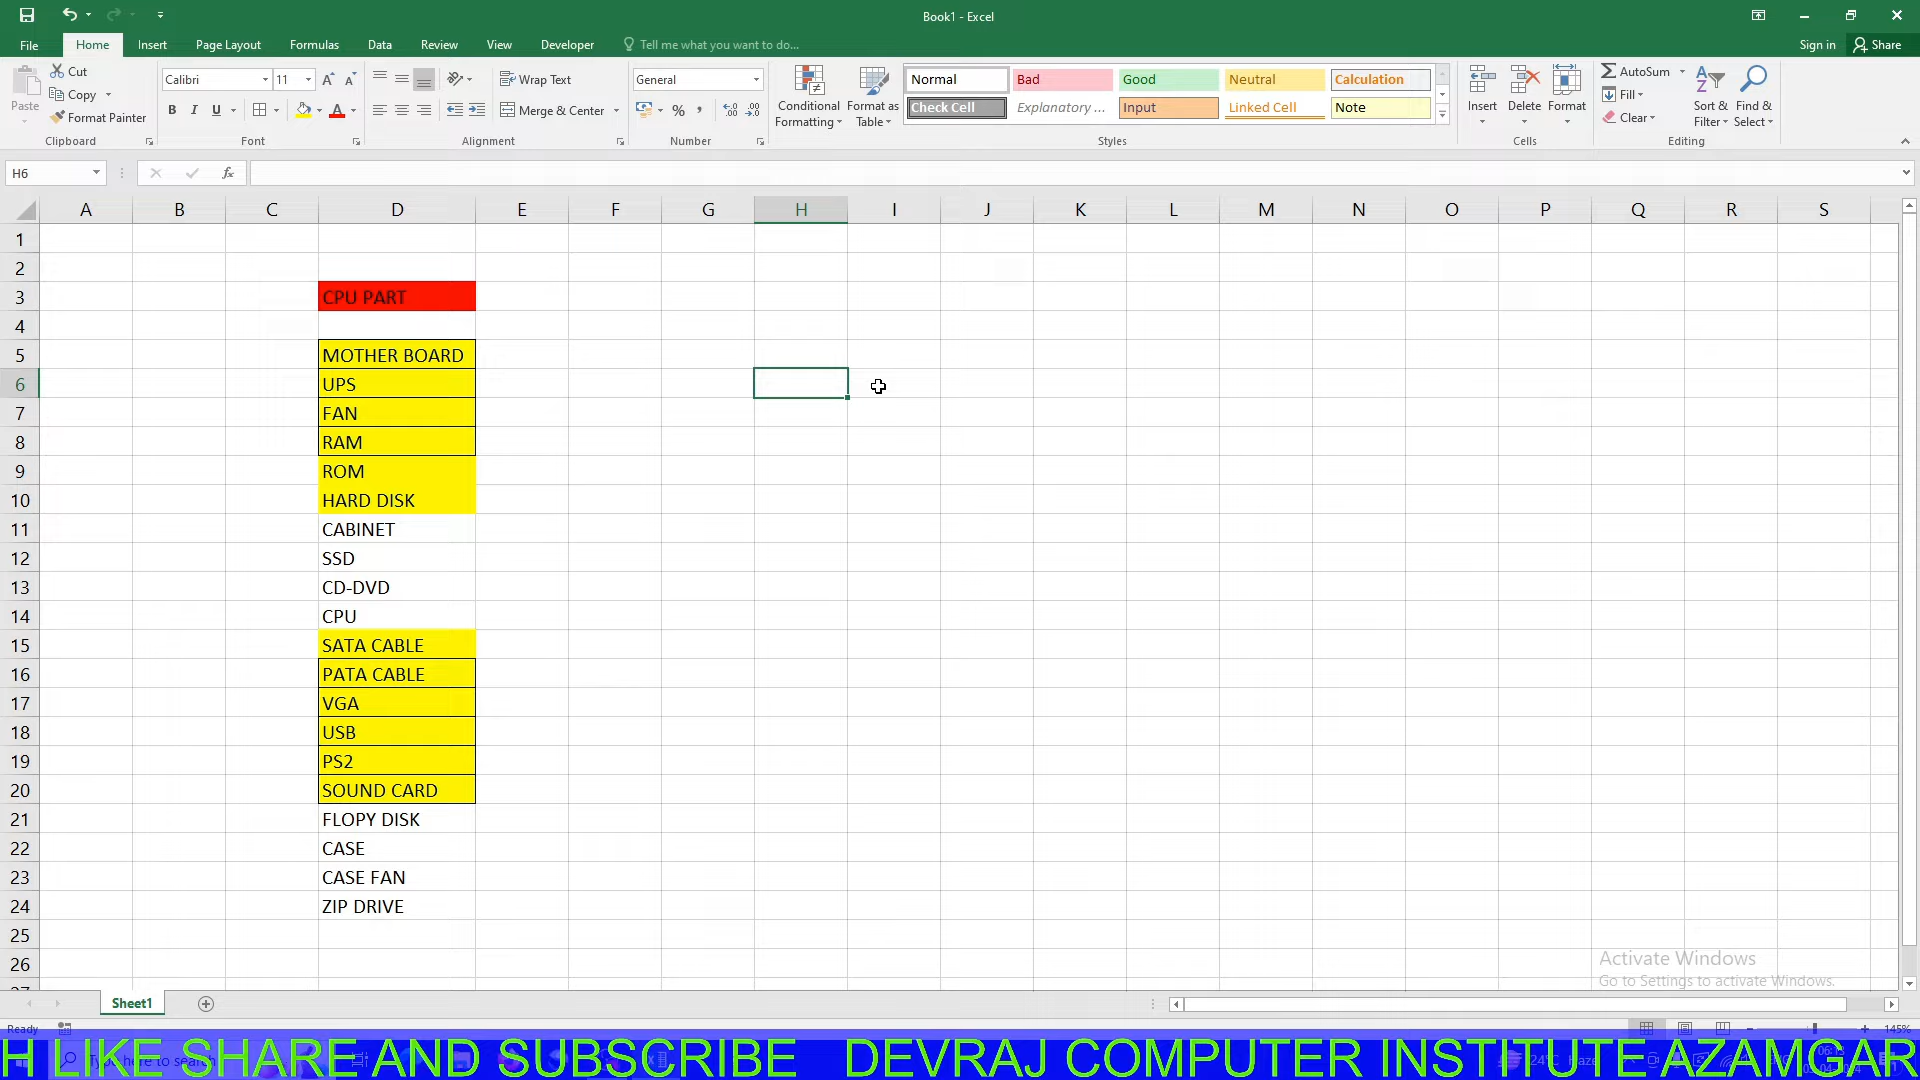 Book1 - Excel
File Home Insert Page Layout Formulas Data Review View Developer Tell me what you want to do... Sign in Share
Paste Cut Copy Format Painter Clipboard
Calibri 11 A A B I U A Font
Wrap Text Merge & Center Alignment
General % , Number
Conditional Formatting Format as Table
Normal Bad Good Neutral Calculation
Check Cell Explanatory ... Input Linked Cell Note
Styles
Insert Delete Format Cells
AutoSum Fill Clear Sort & Filter Find & Select Editing
H6 fx
A B C D E F G H I J K L M N O P Q R S
1
2
3 CPU PART
4
5 MOTHER BOARD
6 UPS
7 FAN
8 RAM
9 ROM
10 HARD DISK
11 CABINET
12 SSD
13 CD-DVD
14 CPU
15 SATA CABLE
16 PATA CABLE
17 VGA
18 USB
19 PS2
20 SOUND CARD
21 FLOPY DISK
22 CASE
23 CASE FAN
24 ZIP DRIVE
25
26
Activate Windows
Go to Settings to activate Windows.
Sheet1
Ready 145%
H LIKE SHARE AND SUBSCRIBE DEVRAJ COMPUTER INSTITUTE AZAMGAR